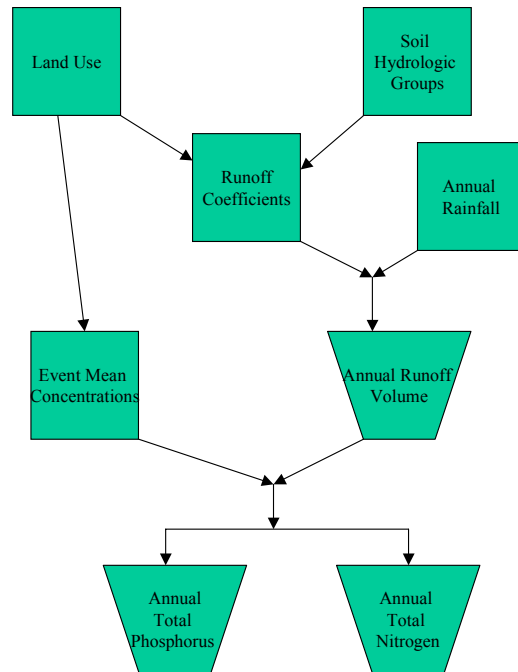 Land Use
Soil
Hydrologic
Groups
Runoff
Coefficients
Annual
Rainfall
Event Mean
Concentrations
Annual Runoff
Volume
Annual
Total
Phosphorus
Annual
Total
Nitrogen